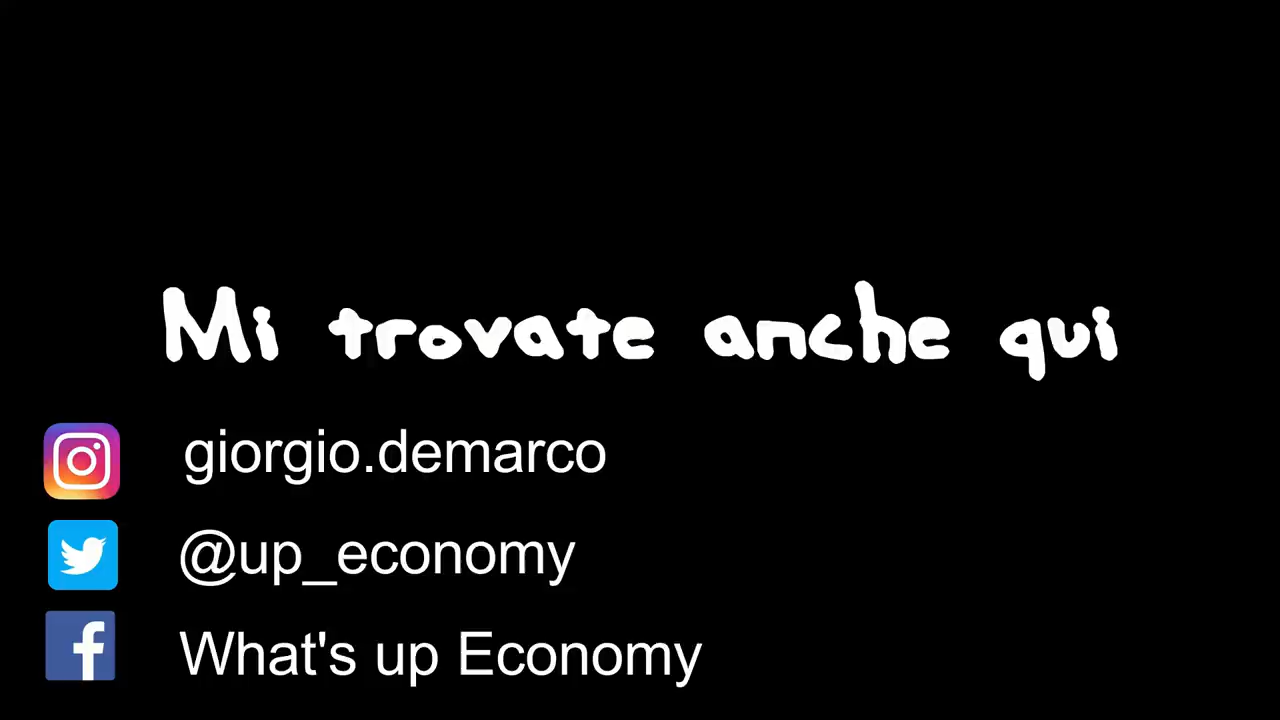 Mi trovate anche qui
giorgio.demarco
@up_economy
What's up Economy